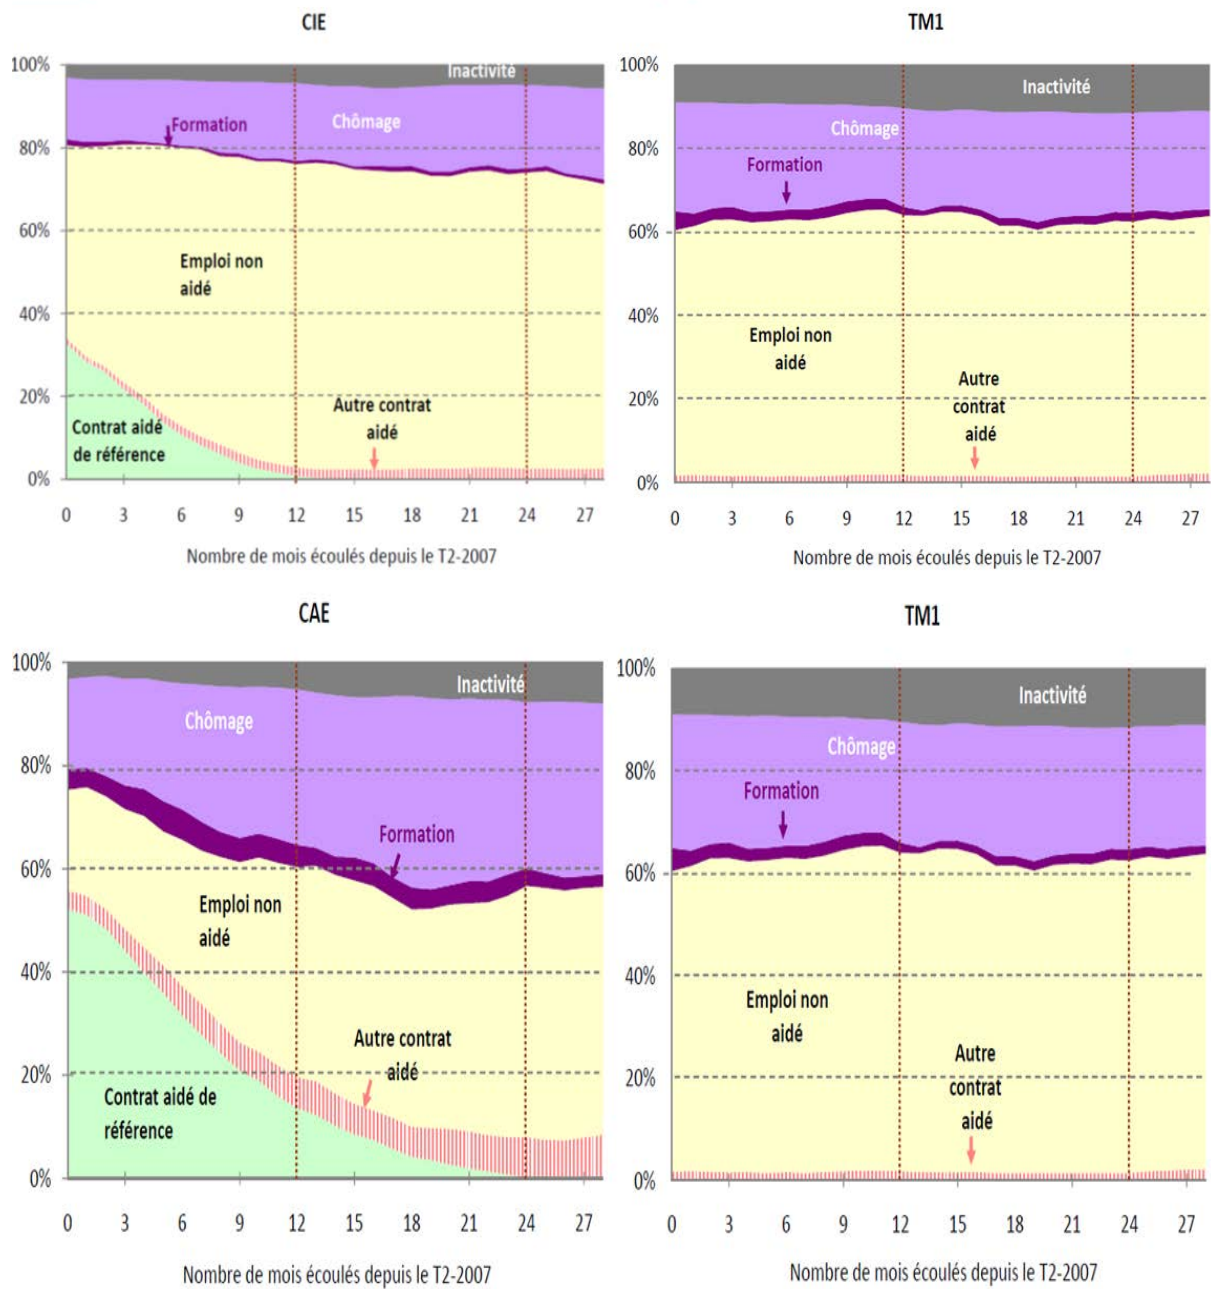 CIE
100%
80%
60%
40%
20%
0%
Inactivité
Formation
Chômage
Emploi non
aidé
Autre contrat
aidé
Contrat aidé
de référence
0 3 6 9 12 15 18 21 24 27
Nombre de mois écoulés depuis le T2-2007
TM1
100%
80%
60%
40%
20%
0%
Inactivité
Chômage
Formation
Emploi non
aidé
Autre
contrat
aidé
0 3 6 9 12 15 18 21 24 27
Nombre de mois écoulés depuis le T2-2007
CAE
100%
80%
60%
40%
20%
0%
Inactivité
Chômage
Formation
Emploi non
aidé
Autre contrat
aidé
Contrat aidé de
référence
0 3 6 9 12 15 18 21 24 27
Nombre de mois écoulés depuis le T2-2007
TM1
100%
80%
60%
40%
20%
0%
Inactivité
Chômage
Formation
Emploi non
aidé
Autre
contrat
aidé
0 3 6 9 12 15 18 21 24 27
Nombre de mois écoulés depuis le T2-2007